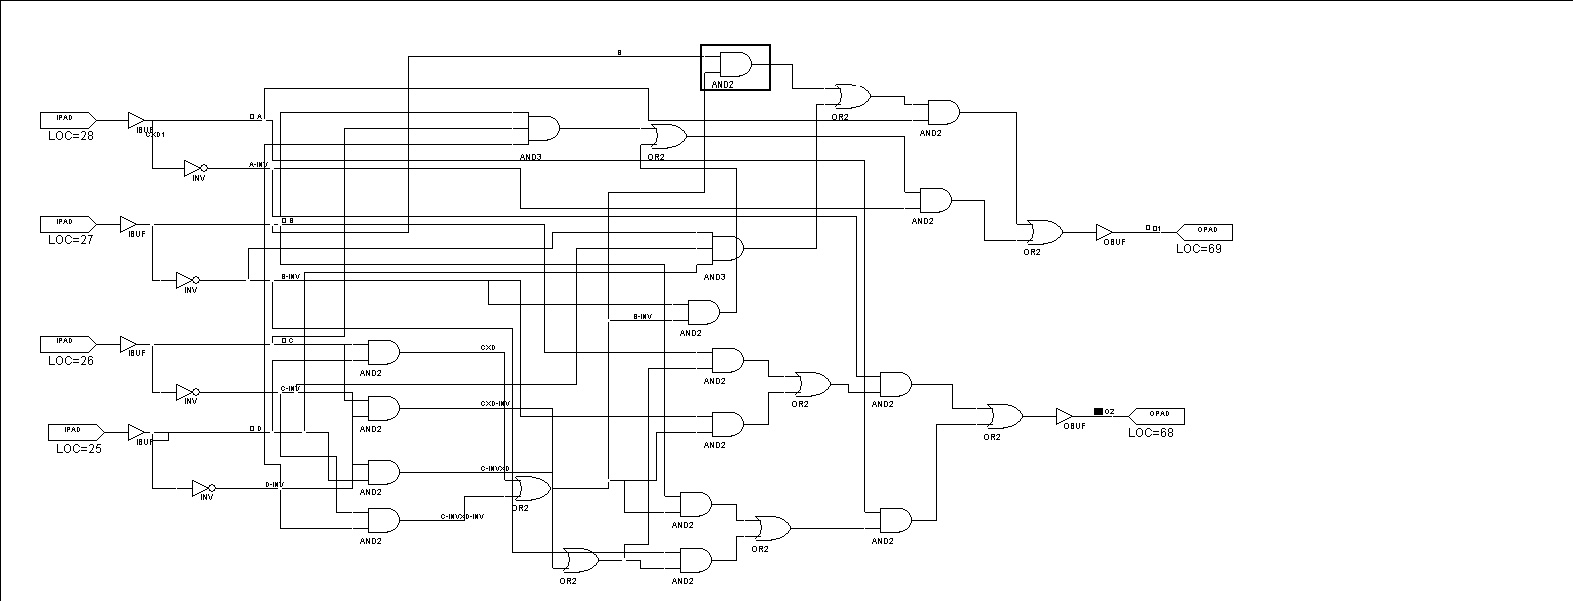 B
AND2
IPAD
IBUF
CXD1
LOC=28
A
OR2
AND2
AND3
OR2
A-INV
INV
IPAD
IBUF
LOC=27
B
AND2
OR2
OBUF
O1
OPAD
LOC=69
B-INV
INV
AND3
B-INV
AND2
IPAD
IBUF
LOC=26
C
CXD
AND2
AND2
C-INV
INV
CXD-INV
AND2
OR2
AND2
IPAD
IBUF
LOC=25
D
AND2
OR2
OBUF
O2
OPAD
LOC=68
C-INVXD
D-INV
INV
AND2
OR2
C-INVXD-INV
AND2
AND2
OR2
AND2
OR2
AND2